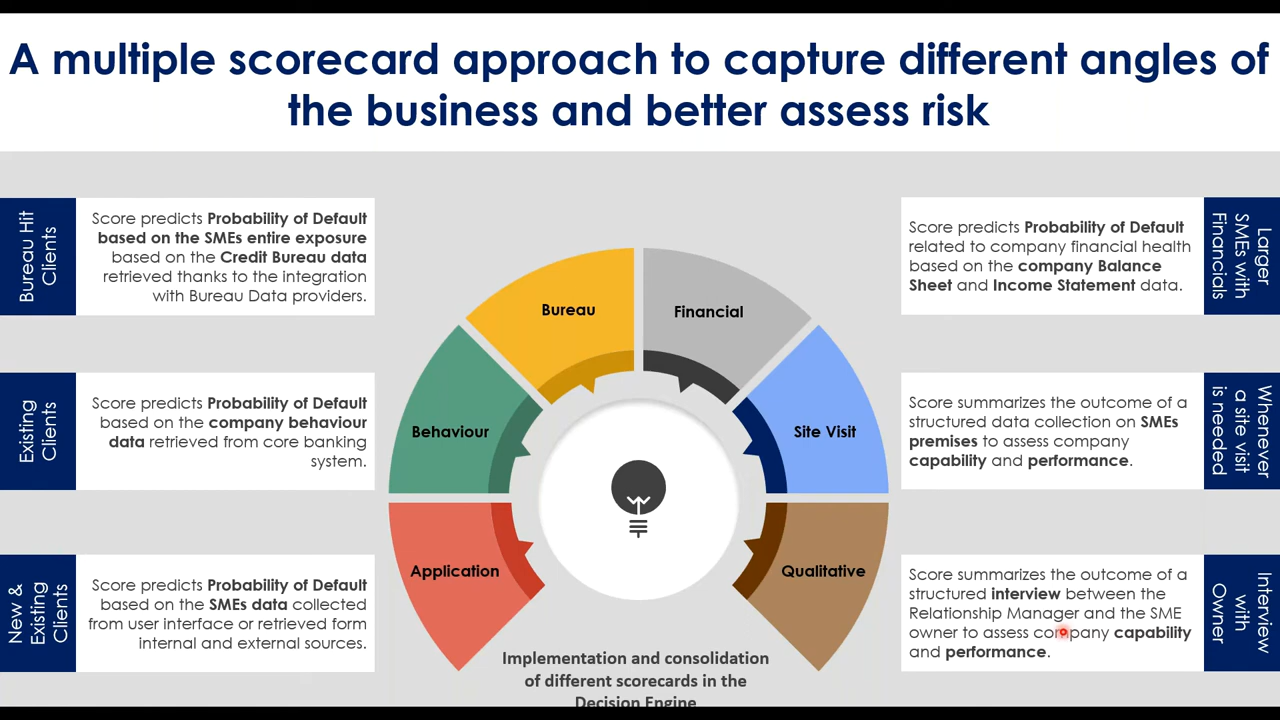 A multiple scorecard approach to capture different angles of
the business and better assess risk
Bureau Hit
Clients
Score predicts Probability of Default
based on the SMEs entire exposure
based on the Credit Bureau data
retrieved thanks to the integration
with Bureau Data providers.
Existing
Clients
Score predicts Probability of Default
based on the company behaviour
data retrieved from core banking
system.
New &
Existing
Clients
Score predicts Probability of Default
based on the SMEs data collected
from user interface or retrieved form
internal and external sources.
Bureau
Financial
Behaviour
Site Visit
Application
Qualitative
Implementation and consolidation
of different scorecards in the
Decision Engine
Score predicts Probability of Default
related to company financial health
based on the company Balance
Sheet and Income Statement data.
Larger
SMEs with
Financials
Score summarizes the outcome of a
structured data collection on SMEs
premises to assess company
capability and performance.
Whenever
a site visit
is needed
Score summarizes the outcome of a
structured interview between the
Relationship Manager and the SME
owner to assess company capability
and performance.
Interview
with
Owner